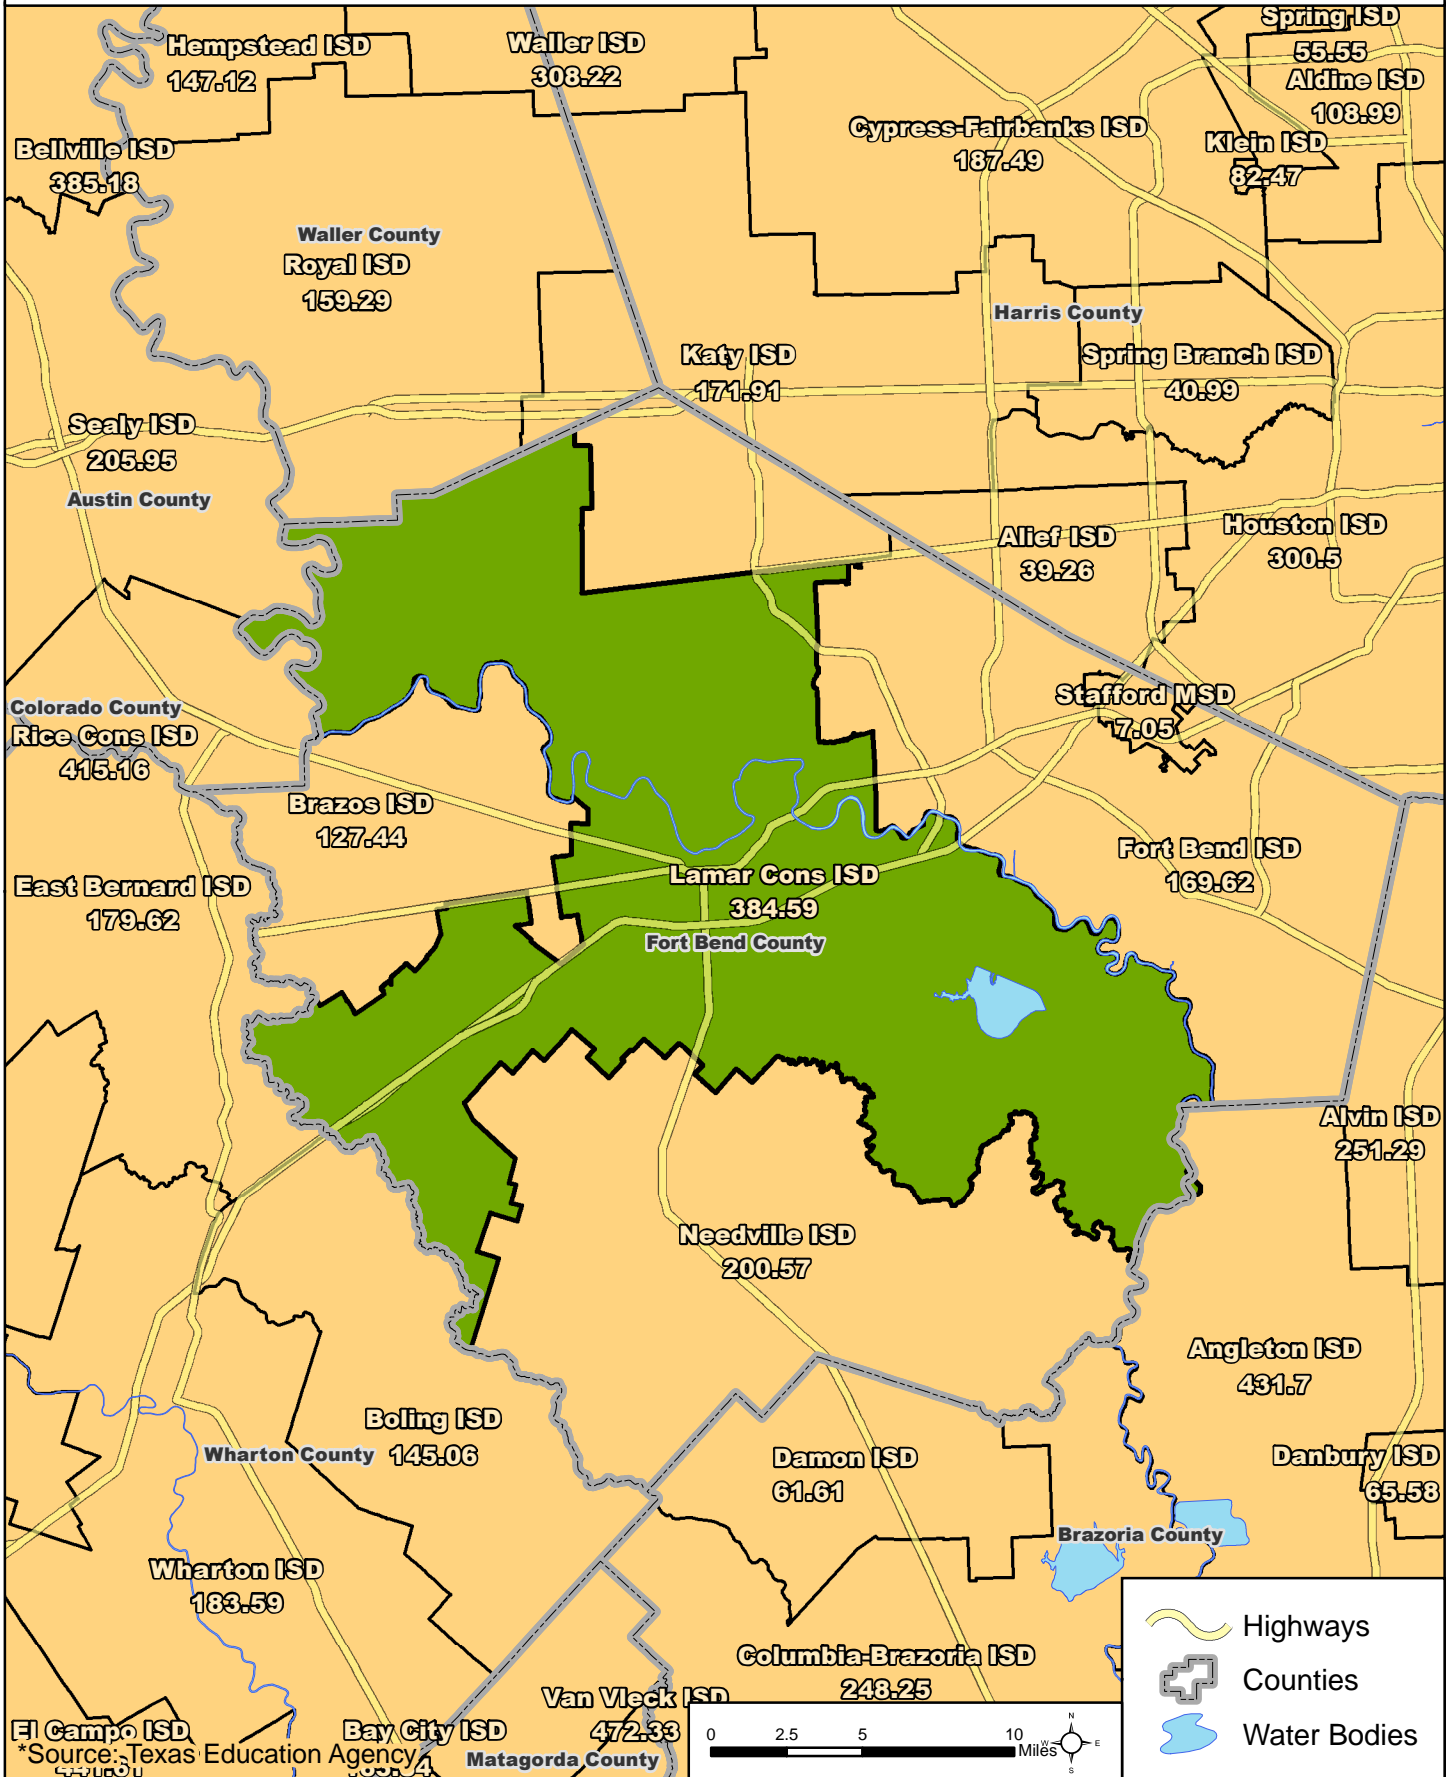 Spring ISD
55.55
Hempstead ISD
147.12
Waller ISD
308.22
Aldine ISD
108.99
Cypress-Fairbanks ISD
187.49
Klein ISD
82.47
Bellville ISD
385.18
Waller County
Royal ISD
159.29
Harris County
Katy ISD
171.91
Spring Branch ISD
40.99
Sealy ISD
205.95
Austin County
Alief ISD
39.26
Houston ISD
300.5
Stafford MSD
7.05
Colorado County
Rice Cons ISD
415.16
Brazos ISD
127.44
Fort Bend ISD
169.62
East Bernard ISD
179.62
Lamar Cons ISD
384.59
Fort Bend County
Alvin ISD
251.29
Needville ISD
200.57
Angleton ISD
431.7
Boling ISD
145.06
Wharton County
Damon ISD
61.61
Danbury ISD
65.58
Brazoria County
Wharton ISD
183.59
Columbia-Brazoria ISD
248.25
Van Vleck ISD
472.33
El Campo ISD
Bay City ISD
*Source: Texas Education Agency
Matagorda County
0 2.5 5 10
Miles
N
W
E
S
Highways
Counties
Water Bodies